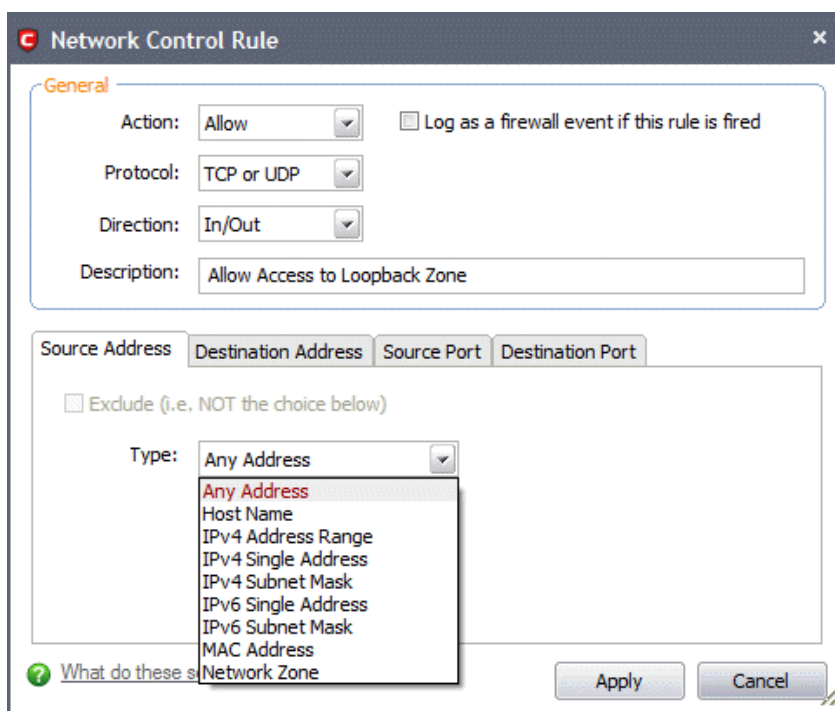 Network Control Rule
General
Action: Allow Log as a firewall event if this rule is fired
Protocol: TCP or UDP
Direction: In/Out
Description: Allow Access to Loopback Zone
Source Address Destination Address Source Port Destination Port
Exclude (i.e. NOT the choice below)
Type: Any Address
Any Address
Host Name
IPv4 Address Range
IPv4 Single Address
IPv4 Subnet Mask
IPv6 Single Address
IPv6 Subnet Mask
MAC Address
Network Zone
What do these s
Apply Cancel